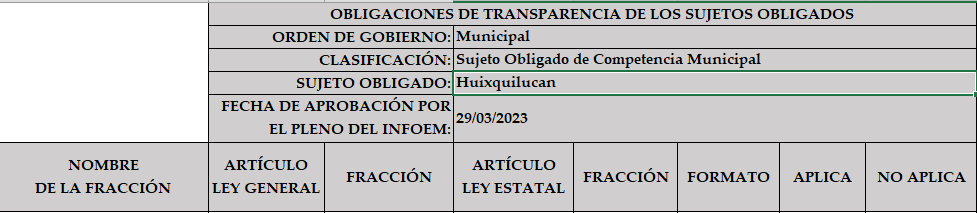 OBLIGACIONES DE TRANSPARENCIA DE LOS SUJETOS OBLIGADOS
ORDEN DE GOBIERNO: Municipal
CLASIFICACIÓN: Sujeto Obligado de Competencia Municipal
SUJETO OBLIGADO: Huixquilucan
FECHA DE APROBACIÓN POR
EL PLENO DEL INFOEM: 29/03/2023
NOMBRE
DE LA FRACCIÓN
ARTÍCULO
LEY GENERAL
FRACCIÓN
ARTÍCULO
LEY ESTATAL
FRACCIÓN
FORMATO
APLICA
NO APLICA